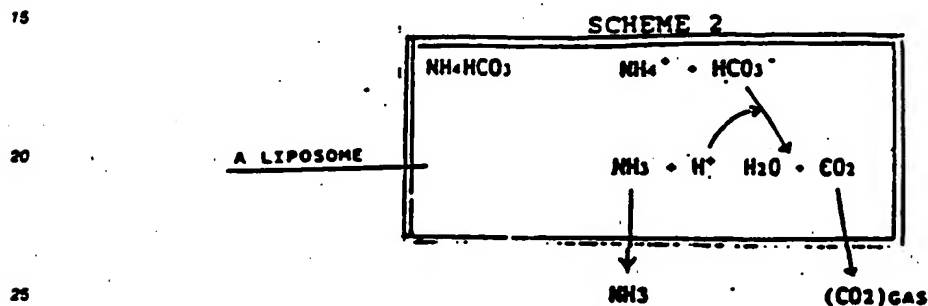 15
SCHEME 2
NH4HCO3 NH4+ + HCO3-
20
A LIPOSOME
NH3 + H+ H2O + CO2
25
NH3 (CO2)GAS